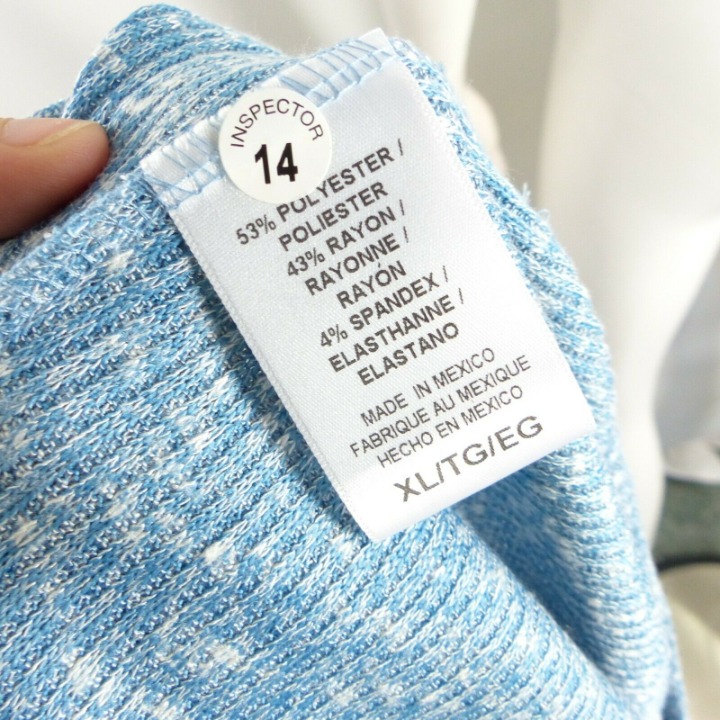 INSPECTOR
14
53% POLYESTER /
POLIESTER
43% RAYON /
RAYONNE /
RAYÓN
4% SPANDEX /
ELASTHANNE /
ELASTANO
MADE IN MEXICO
FABRIQUE AU MEXIQUE
HECHO EN MEXICO
XL/TG/EG